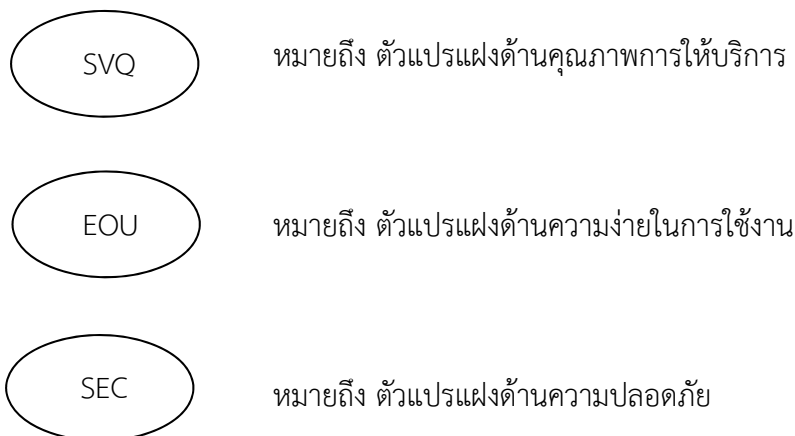 SVQ หมายถึง ตัวแปรแฝงด้านคุณภาพการให้บริการ
EOU หมายถึง ตัวแปรแฝงด้านความง่ายในการใช้งาน
SEC หมายถึง ตัวแปรแฝงด้านความปลอดภัย